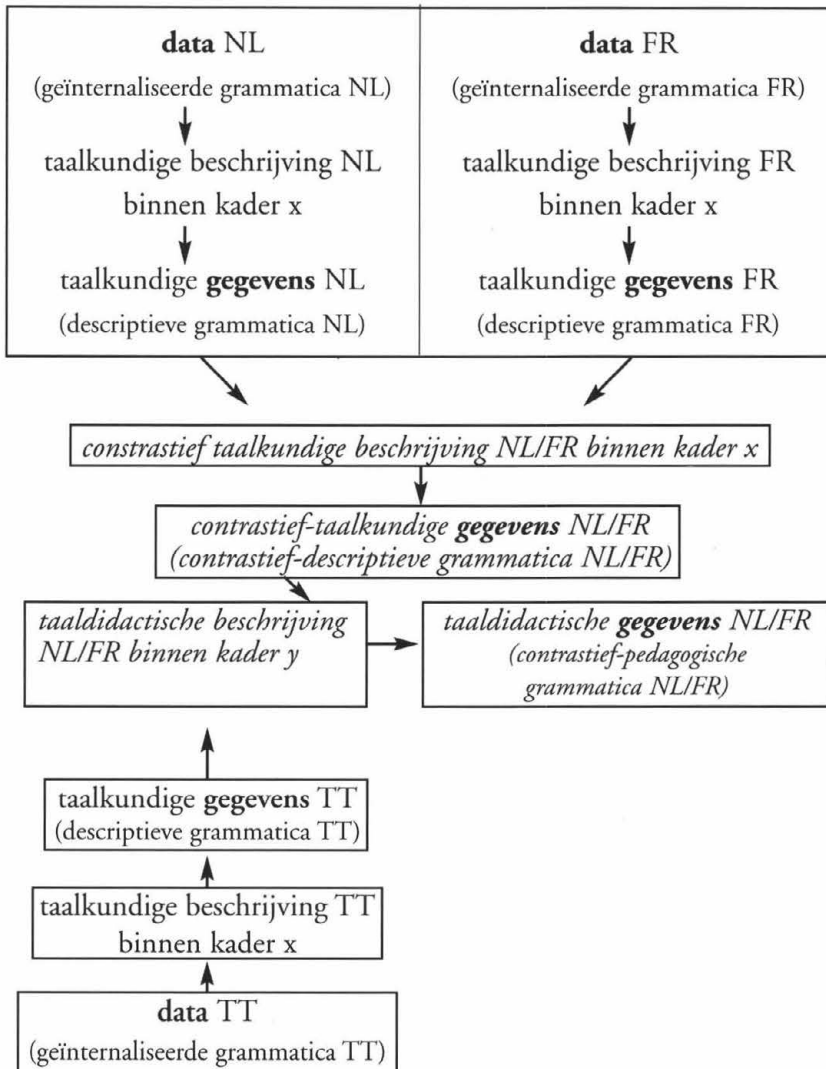 data NL
(geïnternaliseerde grammatica NL)
taalkundige beschrijving NL
binnen kader x
taalkundige gegevens NL
(descriptieve grammatica NL)
data FR
(geïnternaliseerde grammatica FR)
taalkundige beschrijving FR
binnen kader x
taalkundige gegevens FR
(descriptieve grammatica FR)
constrastief taalkundige beschrijving NL/FR binnen kader x
contrastief-taalkundige gegevens NL/FR
(contrastief-descriptieve grammatica NL/FR)
taaldidactische beschrijving
NL/FR binnen kader y
taaldidactische gegevens NL/FR
(contrastief-pedagogische
grammatica NL/FR)
taalkundige gegevens TT
(descriptieve grammatica TT)
taalkundige beschrijving TT
binnen kader x
data TT
(geïnternaliseerde grammatica TT)